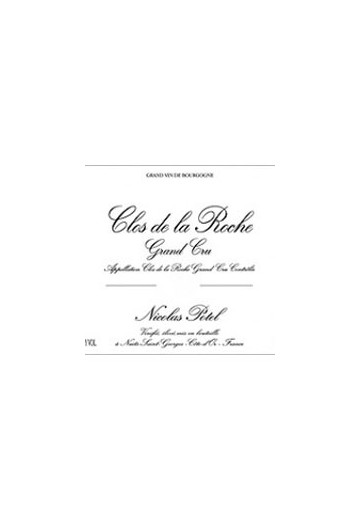 GRAND VIN DE BOURGOGNE
Clos de la Roche
Grand Cru
Appellation Clos de la Roche Grand Cru Contrôlée
Nicolas Potel
Vinifié, élevé, mis en bouteille
à Nuits-Saint-Georges - Côte-d'Or - France
% VOL.